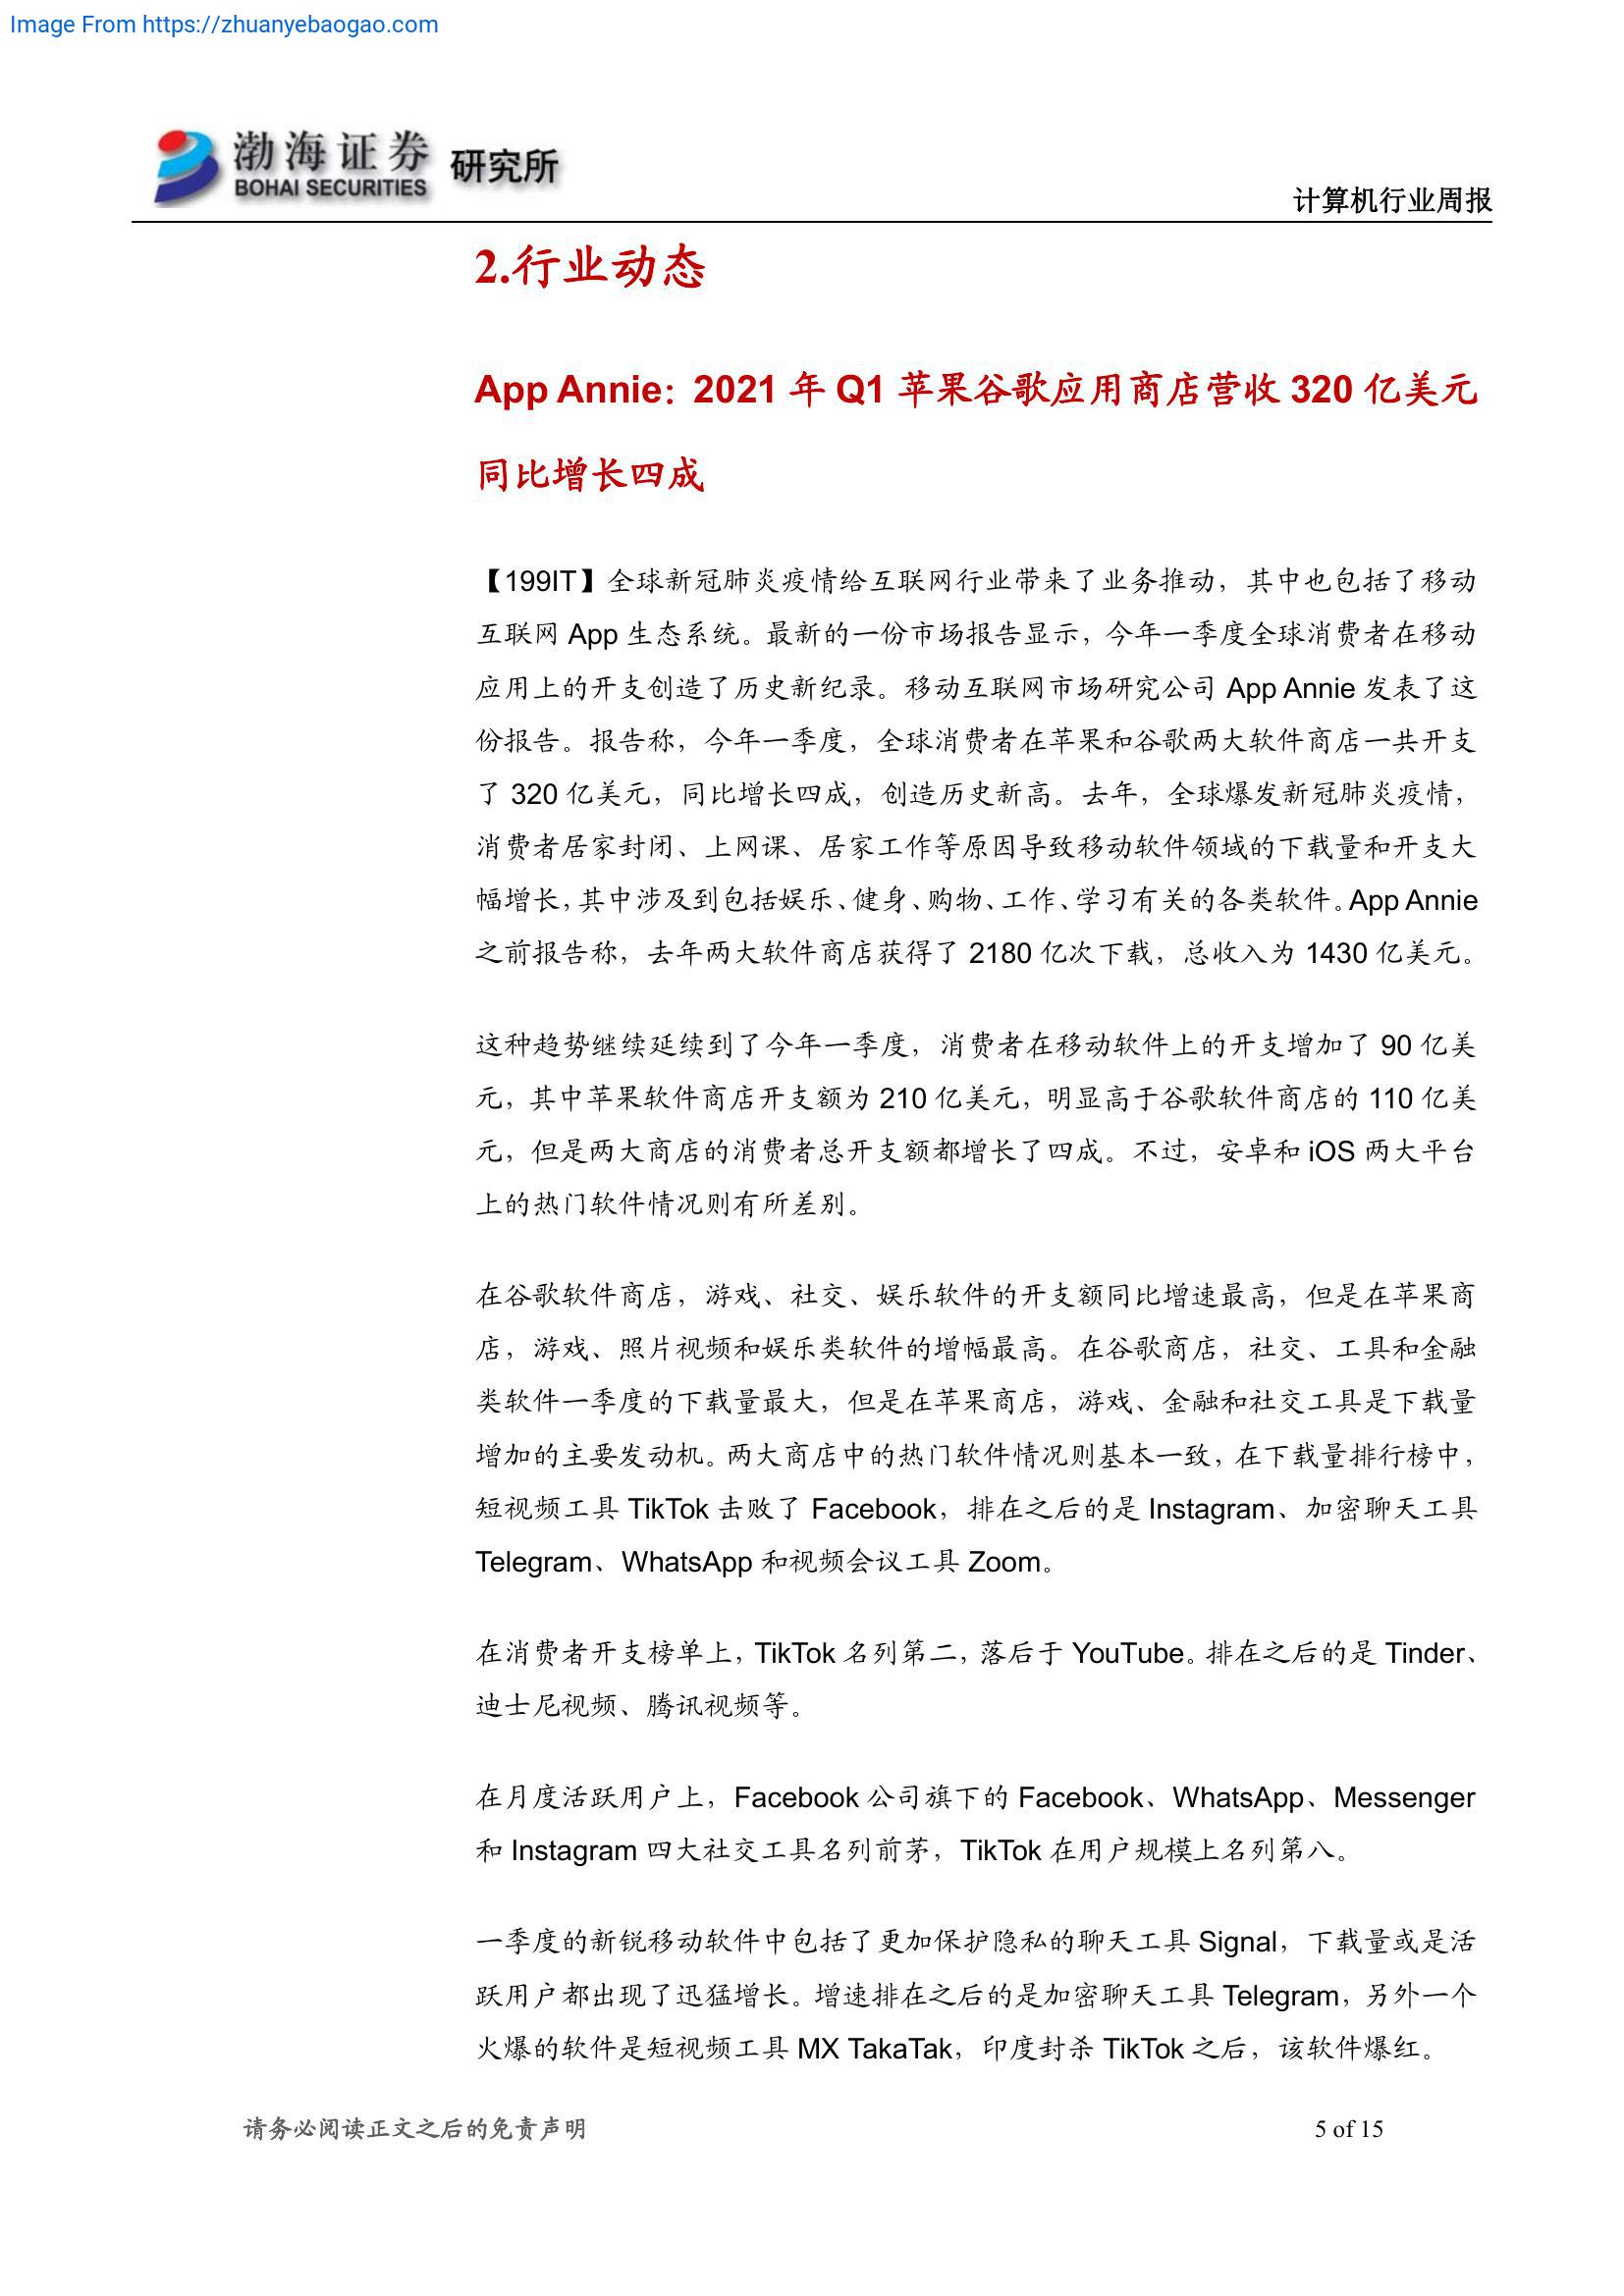 Image From https://zhuanyebaogao.com
渤海证券 研究所
BOHAI SECURITIES
计算机行业周报
2.行业动态
App Annie：2021 年 Q1 苹果谷歌应用商店营收 320 亿美元
同比增长四成
【199IT】全球新冠肺炎疫情给互联网行业带来了业务推动，其中也包括了移动
互联网 App 生态系统。最新的一份市场报告显示，今年一季度全球消费者在移动
应用上的开支创造了历史新纪录。移动互联网市场研究公司 App Annie 发表了这
份报告。报告称，今年一季度，全球消费者在苹果和谷歌两大软件商店一共开支
了 320 亿美元，同比增长四成，创造历史新高。去年，全球爆发新冠肺炎疫情，
消费者居家封闭、上网课、居家工作等原因导致移动软件领域的下载量和开支大
幅增长，其中涉及到包括娱乐、健身、购物、工作、学习有关的各类软件。App Annie
之前报告称，去年两大软件商店获得了 2180 亿次下载，总收入为 1430 亿美元。
这种趋势继续延续到了今年一季度，消费者在移动软件上的开支增加了 90 亿美
元，其中苹果软件商店开支额为 210 亿美元，明显高于谷歌软件商店的 110 亿美
元，但是两大商店的消费者总开支额都增长了四成。不过，安卓和 iOS 两大平台
上的热门软件情况则有所差别。
在谷歌软件商店，游戏、社交、娱乐软件的开支额同比增速最高，但是在苹果商
店，游戏、照片视频和娱乐类软件的增幅最高。在谷歌商店，社交、工具和金融
类软件一季度的下载量最大，但是在苹果商店，游戏、金融和社交工具是下载量
增加的主要发动机。两大商店中的热门软件情况则基本一致，在下载量排行榜中，
短视频工具 TikTok 击败了 Facebook，排在之后的是 Instagram、加密聊天工具
Telegram、WhatsApp 和视频会议工具 Zoom。
在消费者开支榜单上，TikTok 名列第二，落后于 YouTube。排在之后的是 Tinder、
迪士尼视频、腾讯视频等。
在月度活跃用户上，Facebook 公司旗下的 Facebook、WhatsApp、Messenger
和 Instagram 四大社交工具名列前茅，TikTok 在用户规模上名列第八。
一季度的新锐移动软件中包括了更加保护隐私的聊天工具 Signal，下载量或是活
跃用户都出现了迅猛增长。增速排在之后的是加密聊天工具 Telegram，另外一个
火爆的软件是短视频工具 MX TakaTak，印度封杀 TikTok 之后，该软件爆红。
请务必阅读正文之后的免责声明
5 of 15